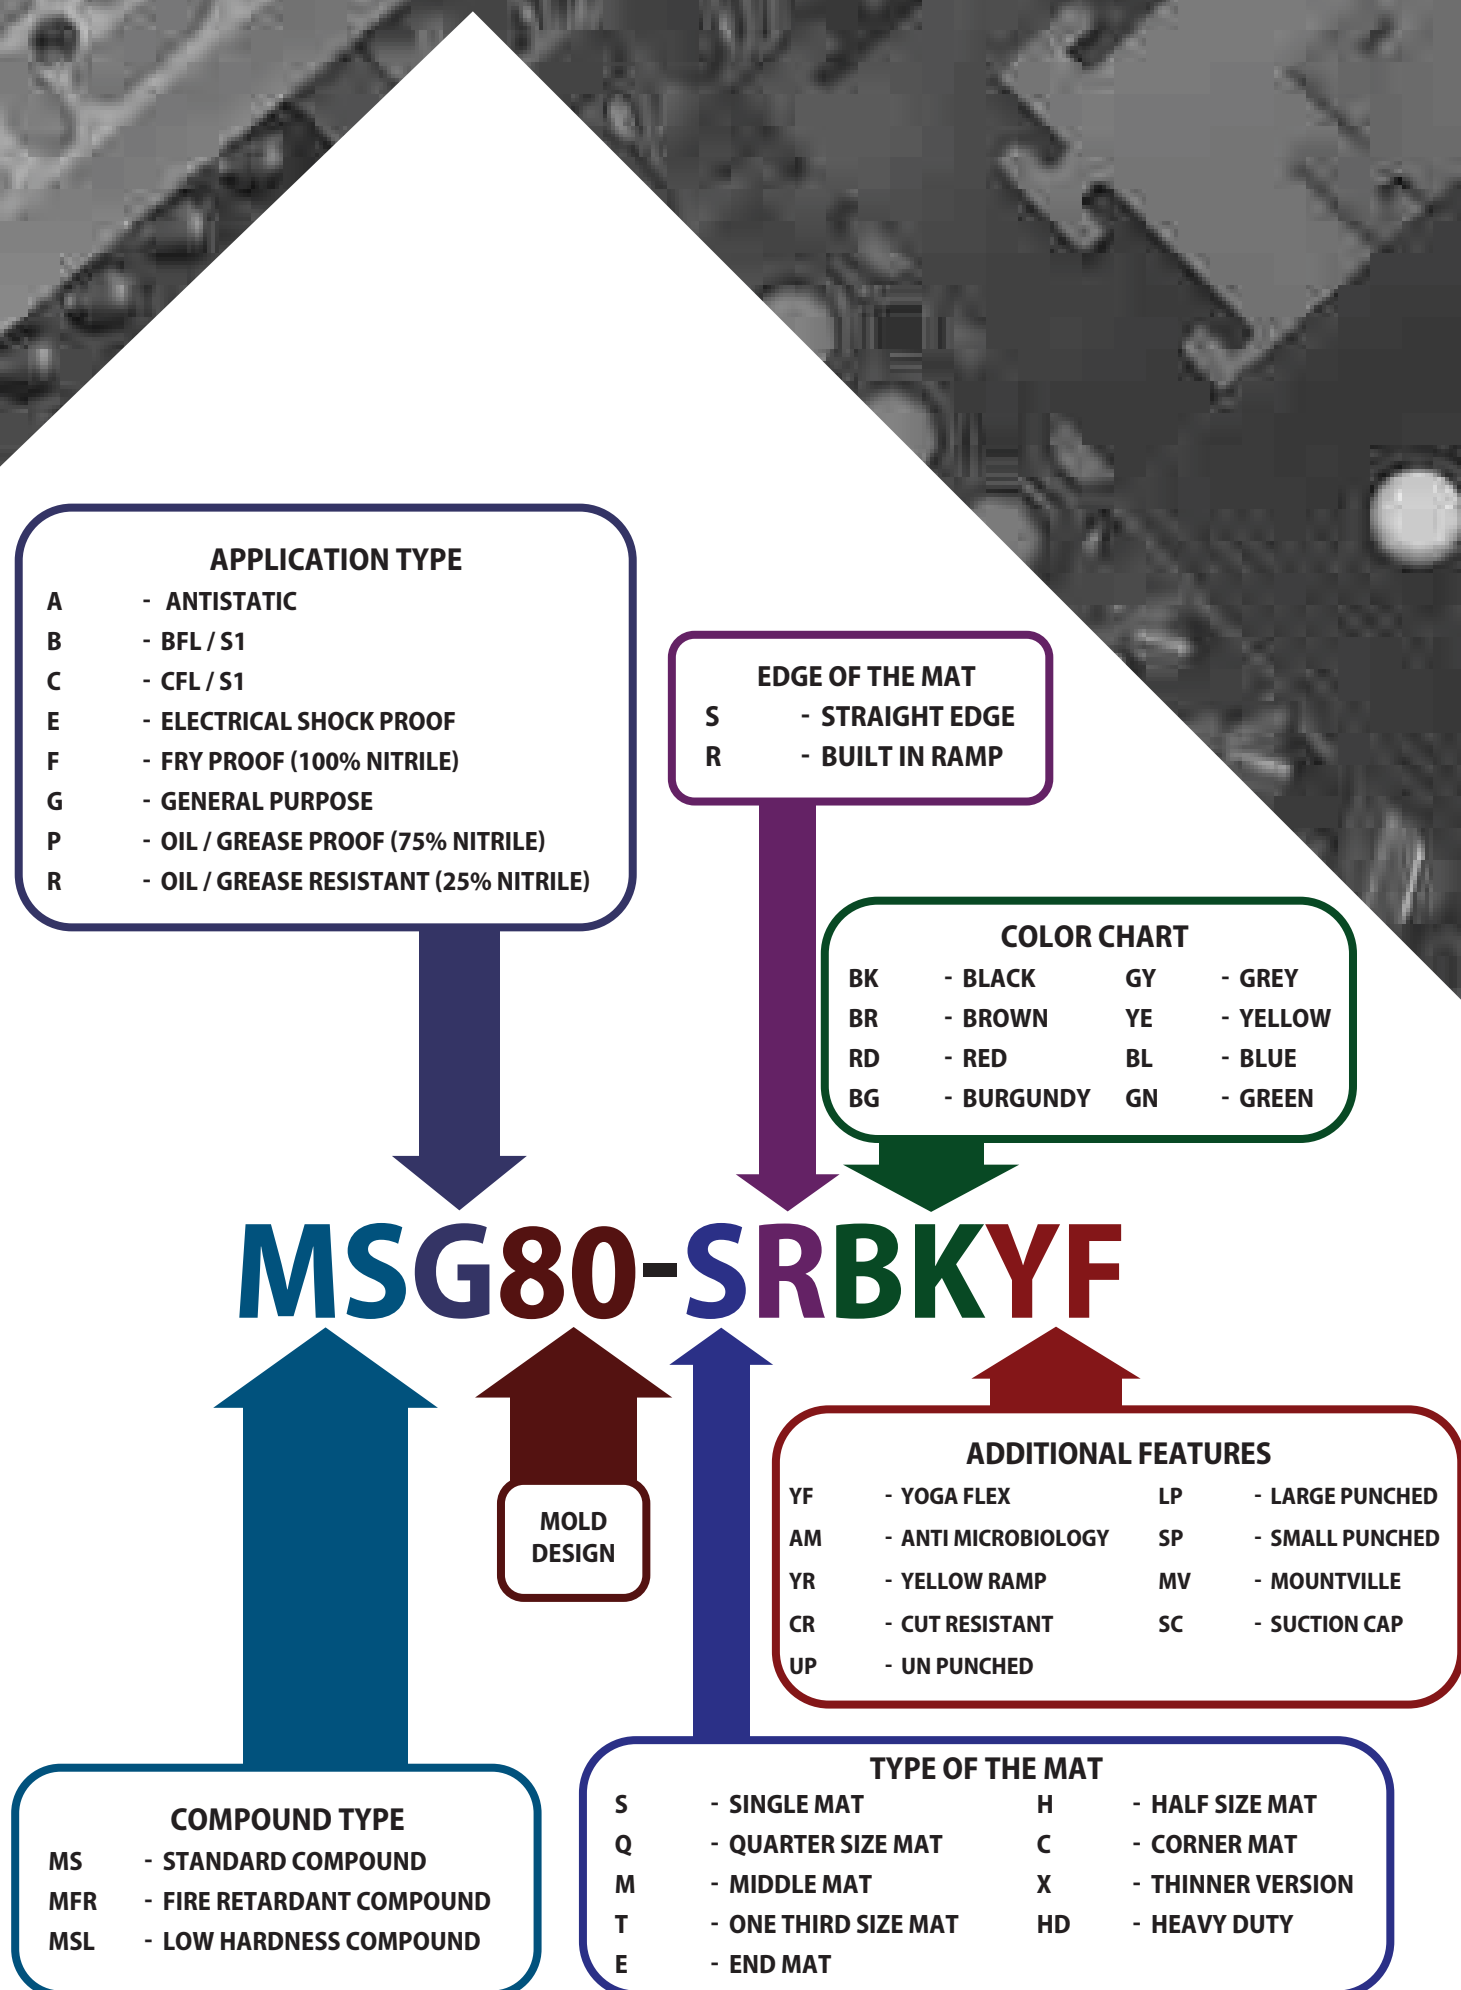 APPLICATION TYPE
A - ANTISTATIC
B - BFL / S1
C - CFL / S1
E - ELECTRICAL SHOCK PROOF
F - FRY PROOF (100% NITRILE)
G - GENERAL PURPOSE
P - OIL / GREASE PROOF (75% NITRILE)
R - OIL / GREASE RESISTANT (25% NITRILE)
EDGE OF THE MAT
S - STRAIGHT EDGE
R - BUILT IN RAMP
COLOR CHART
BK - BLACK GY - GREY
BR - BROWN YE - YELLOW
RD - RED BL - BLUE
BG - BURGUNDY GN - GREEN
MSG80-SRBKYF
MOLD
DESIGN
ADDITIONAL FEATURES
YF - YOGA FLEX LP - LARGE PUNCHED
AM - ANTI MICROBIOLOGY SP - SMALL PUNCHED
YR - YELLOW RAMP MV - MOUNTVILLE
CR - CUT RESISTANT SC - SUCTION CAP
UP - UN PUNCHED
COMPOUND TYPE
MS - STANDARD COMPOUND
MFR - FIRE RETARDANT COMPOUND
MSL - LOW HARDNESS COMPOUND
TYPE OF THE MAT
S - SINGLE MAT H - HALF SIZE MAT
Q - QUARTER SIZE MAT C - CORNER MAT
M - MIDDLE MAT X - THINNER VERSION
T - ONE THIRD SIZE MAT HD - HEAVY DUTY
E - END MAT